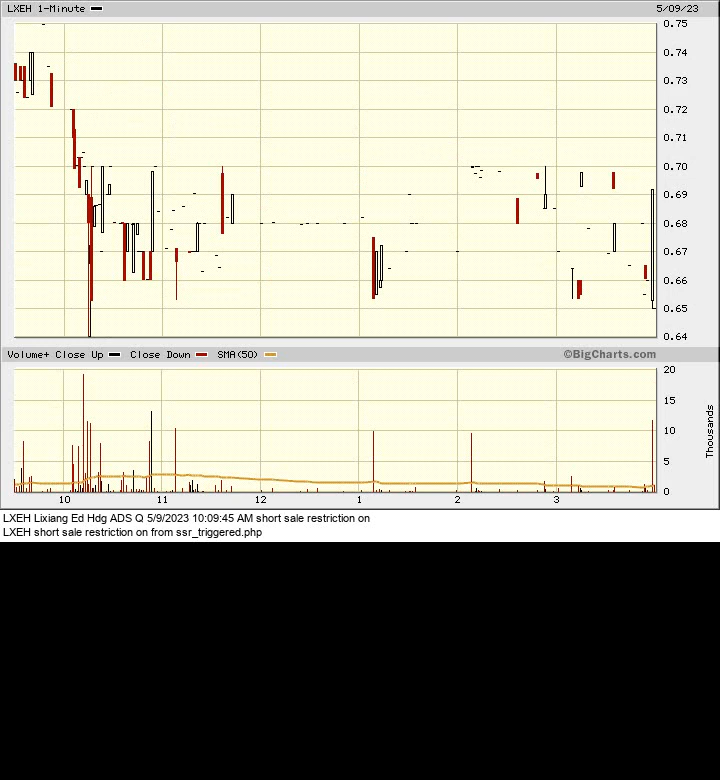 LXEH 1-Minute 5/09/23
0.75
0.74
0.73
0.72
0.71
0.70
0.69
0.68
0.67
0.66
0.65
0.64
Volume+ Close Up Close Down SMA(50) ©BigCharts.com
20
15
10
5
0
Thousands
10 11 12 1 2 3
LXEH Lixiang Ed Hdg ADS Q 5/9/2023 10:09:45 AM short sale restriction on
LXEH short sale restriction on from ssr_triggered.php